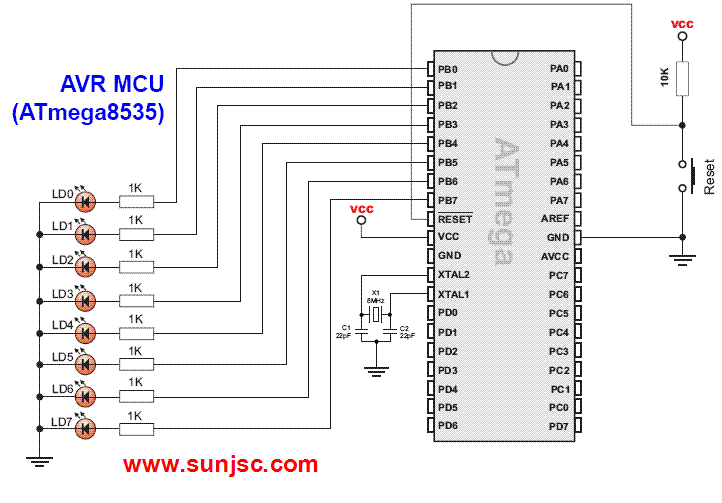 AVR MCU
(ATmega8535)
VCC
10K
Reset
ATmega
PB0
PB1
PB2
PB3
PB4
PB5
PB6
PB7
RESET
VCC
GND
XTAL2
XTAL1
PD0
PD1
PD2
PD3
PD4
PD5
PD6
PA0
PA1
PA2
PA3
PA4
PA5
PA6
PA7
AREF
GND
AVCC
PC7
PC6
PC5
PC4
PC3
PC2
PC1
PC0
PD7
LD0 1K
LD1 1K
LD2 1K
LD3 1K
LD4 1K
LD5 1K
LD6 1K
LD7 1K
VCC
X1
8MHz
C1
22pF
C2
22pF
www.sunjsc.com